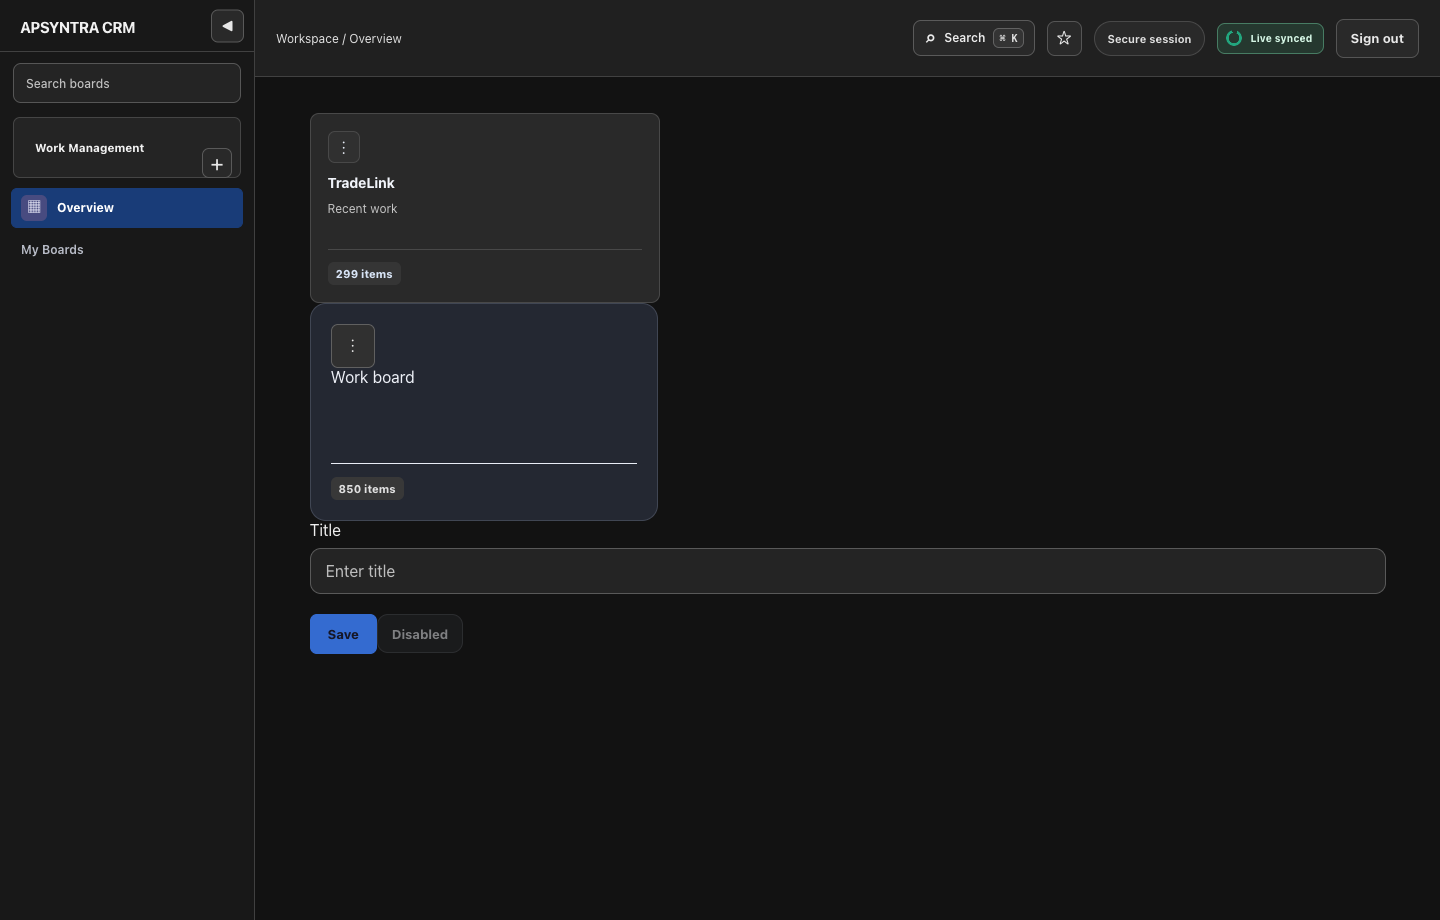 APSYNTRA CRM
Search boards
Work Management
Overview
My Boards
Workspace / Overview
Search ⌘ K
Secure session
Live synced
Sign out
TradeLink
Recent work
299 items
Work board
850 items
Title
Enter title
Save
Disabled